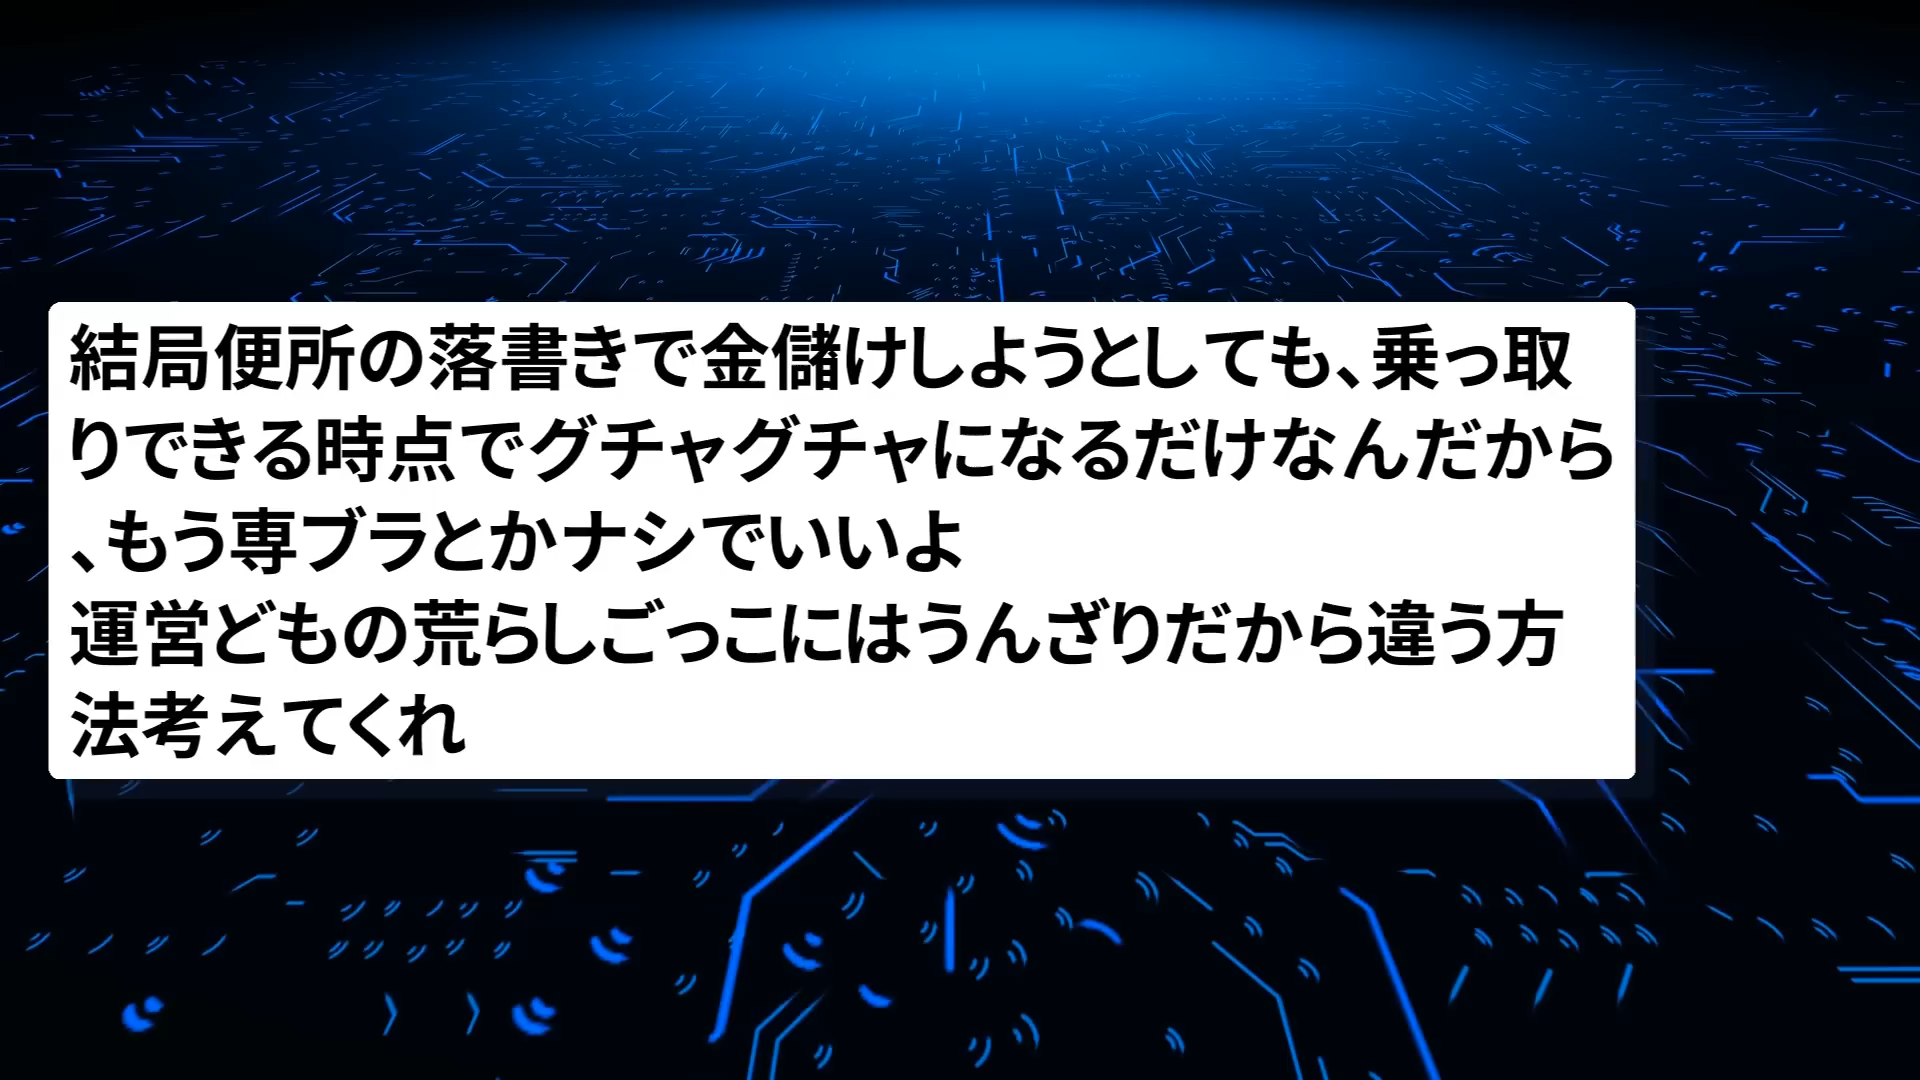 結局便所の落書きで金儲けしようとしても、乗っ取
りできる時点でグチャグチャになるだけなんだから
、もう専ブラとかナシでいいよ
運営どもの荒らしごっこにはうんざりだから違う方
法考えてくれ